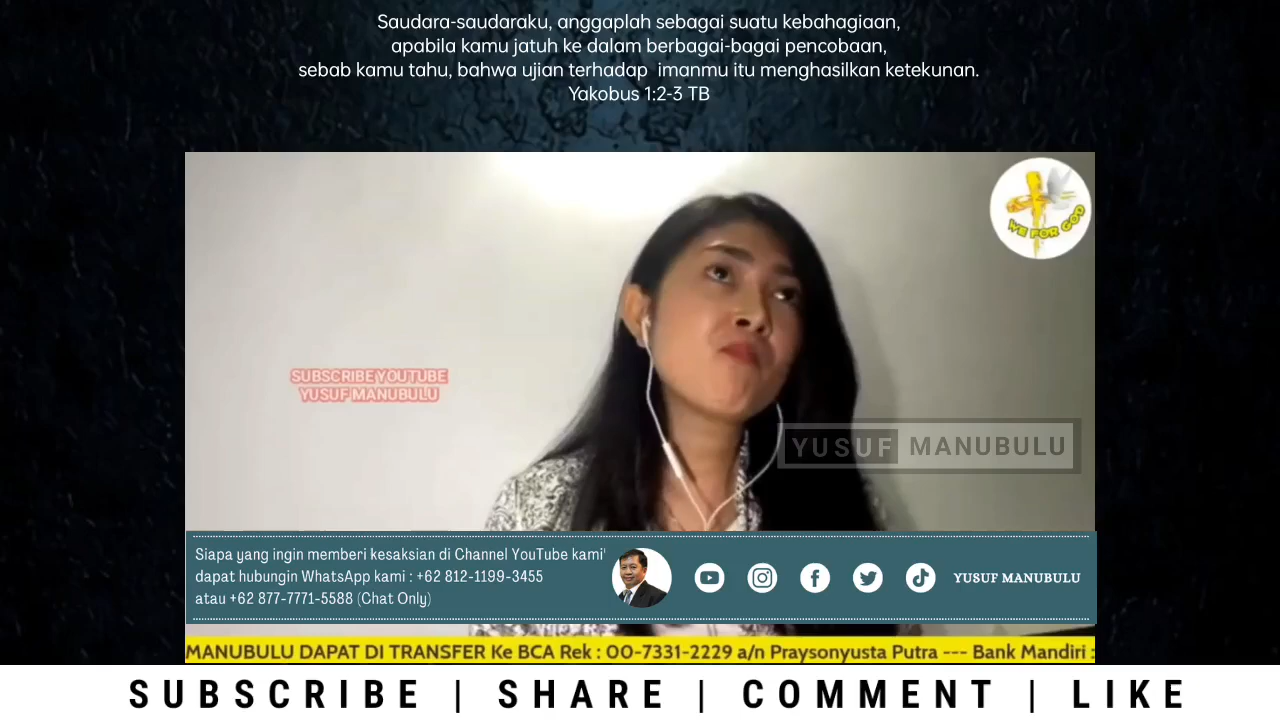 Saudara-saudaraku, anggaplah sebagai suatu kebahagiaan,
apabila kamu jatuh ke dalam berbagai-bagai pencobaan,
sebab kamu tahu, bahwa ujian terhadap imanmu itu menghasilkan ketekunan.
Yakobus 1:2-3 TB
WE FOR GOD
SUBSCRIBE YOUTUBE
YUSUF MANUBULU
YUSUF MANUBULU
Siapa yang ingin memberi kesaksian di Channel YouTube kami'
dapat hubungin WhatsApp kami : +62 812-1199-3455
atau +62 877-7771-5588 (Chat Only)
YUSUF MANUBULU
MANUBULU DAPAT DI TRANSFER Ke BCA Rek : 00-7331-2229 a/n Praysonyusta Putra --- Bank Mandiri :
SUBSCRIBE | SHARE | COMMENT | LIKE